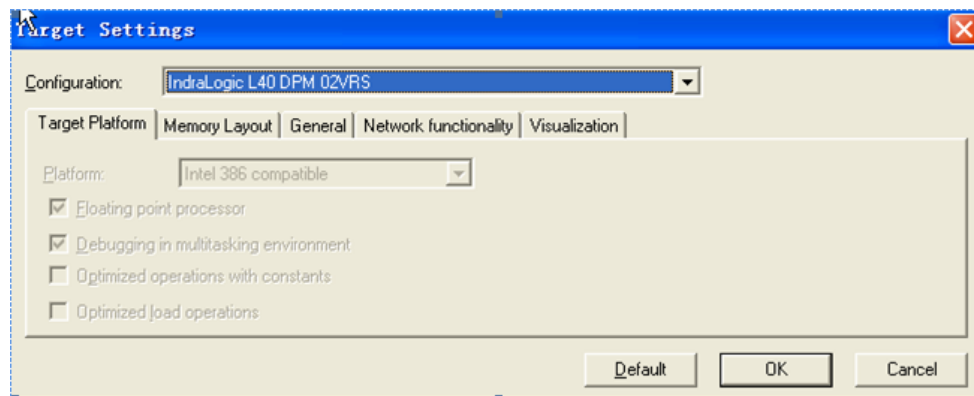 Target Settings
Configuration: IndraLogic L40 DPM 02VRS
Target Platform Memory Layout General Network functionality Visualization
Platform: Intel 386 compatible
Floating point processor
Debugging in multitasking environment
Optimized operations with constants
Optimized load operations
Default OK Cancel